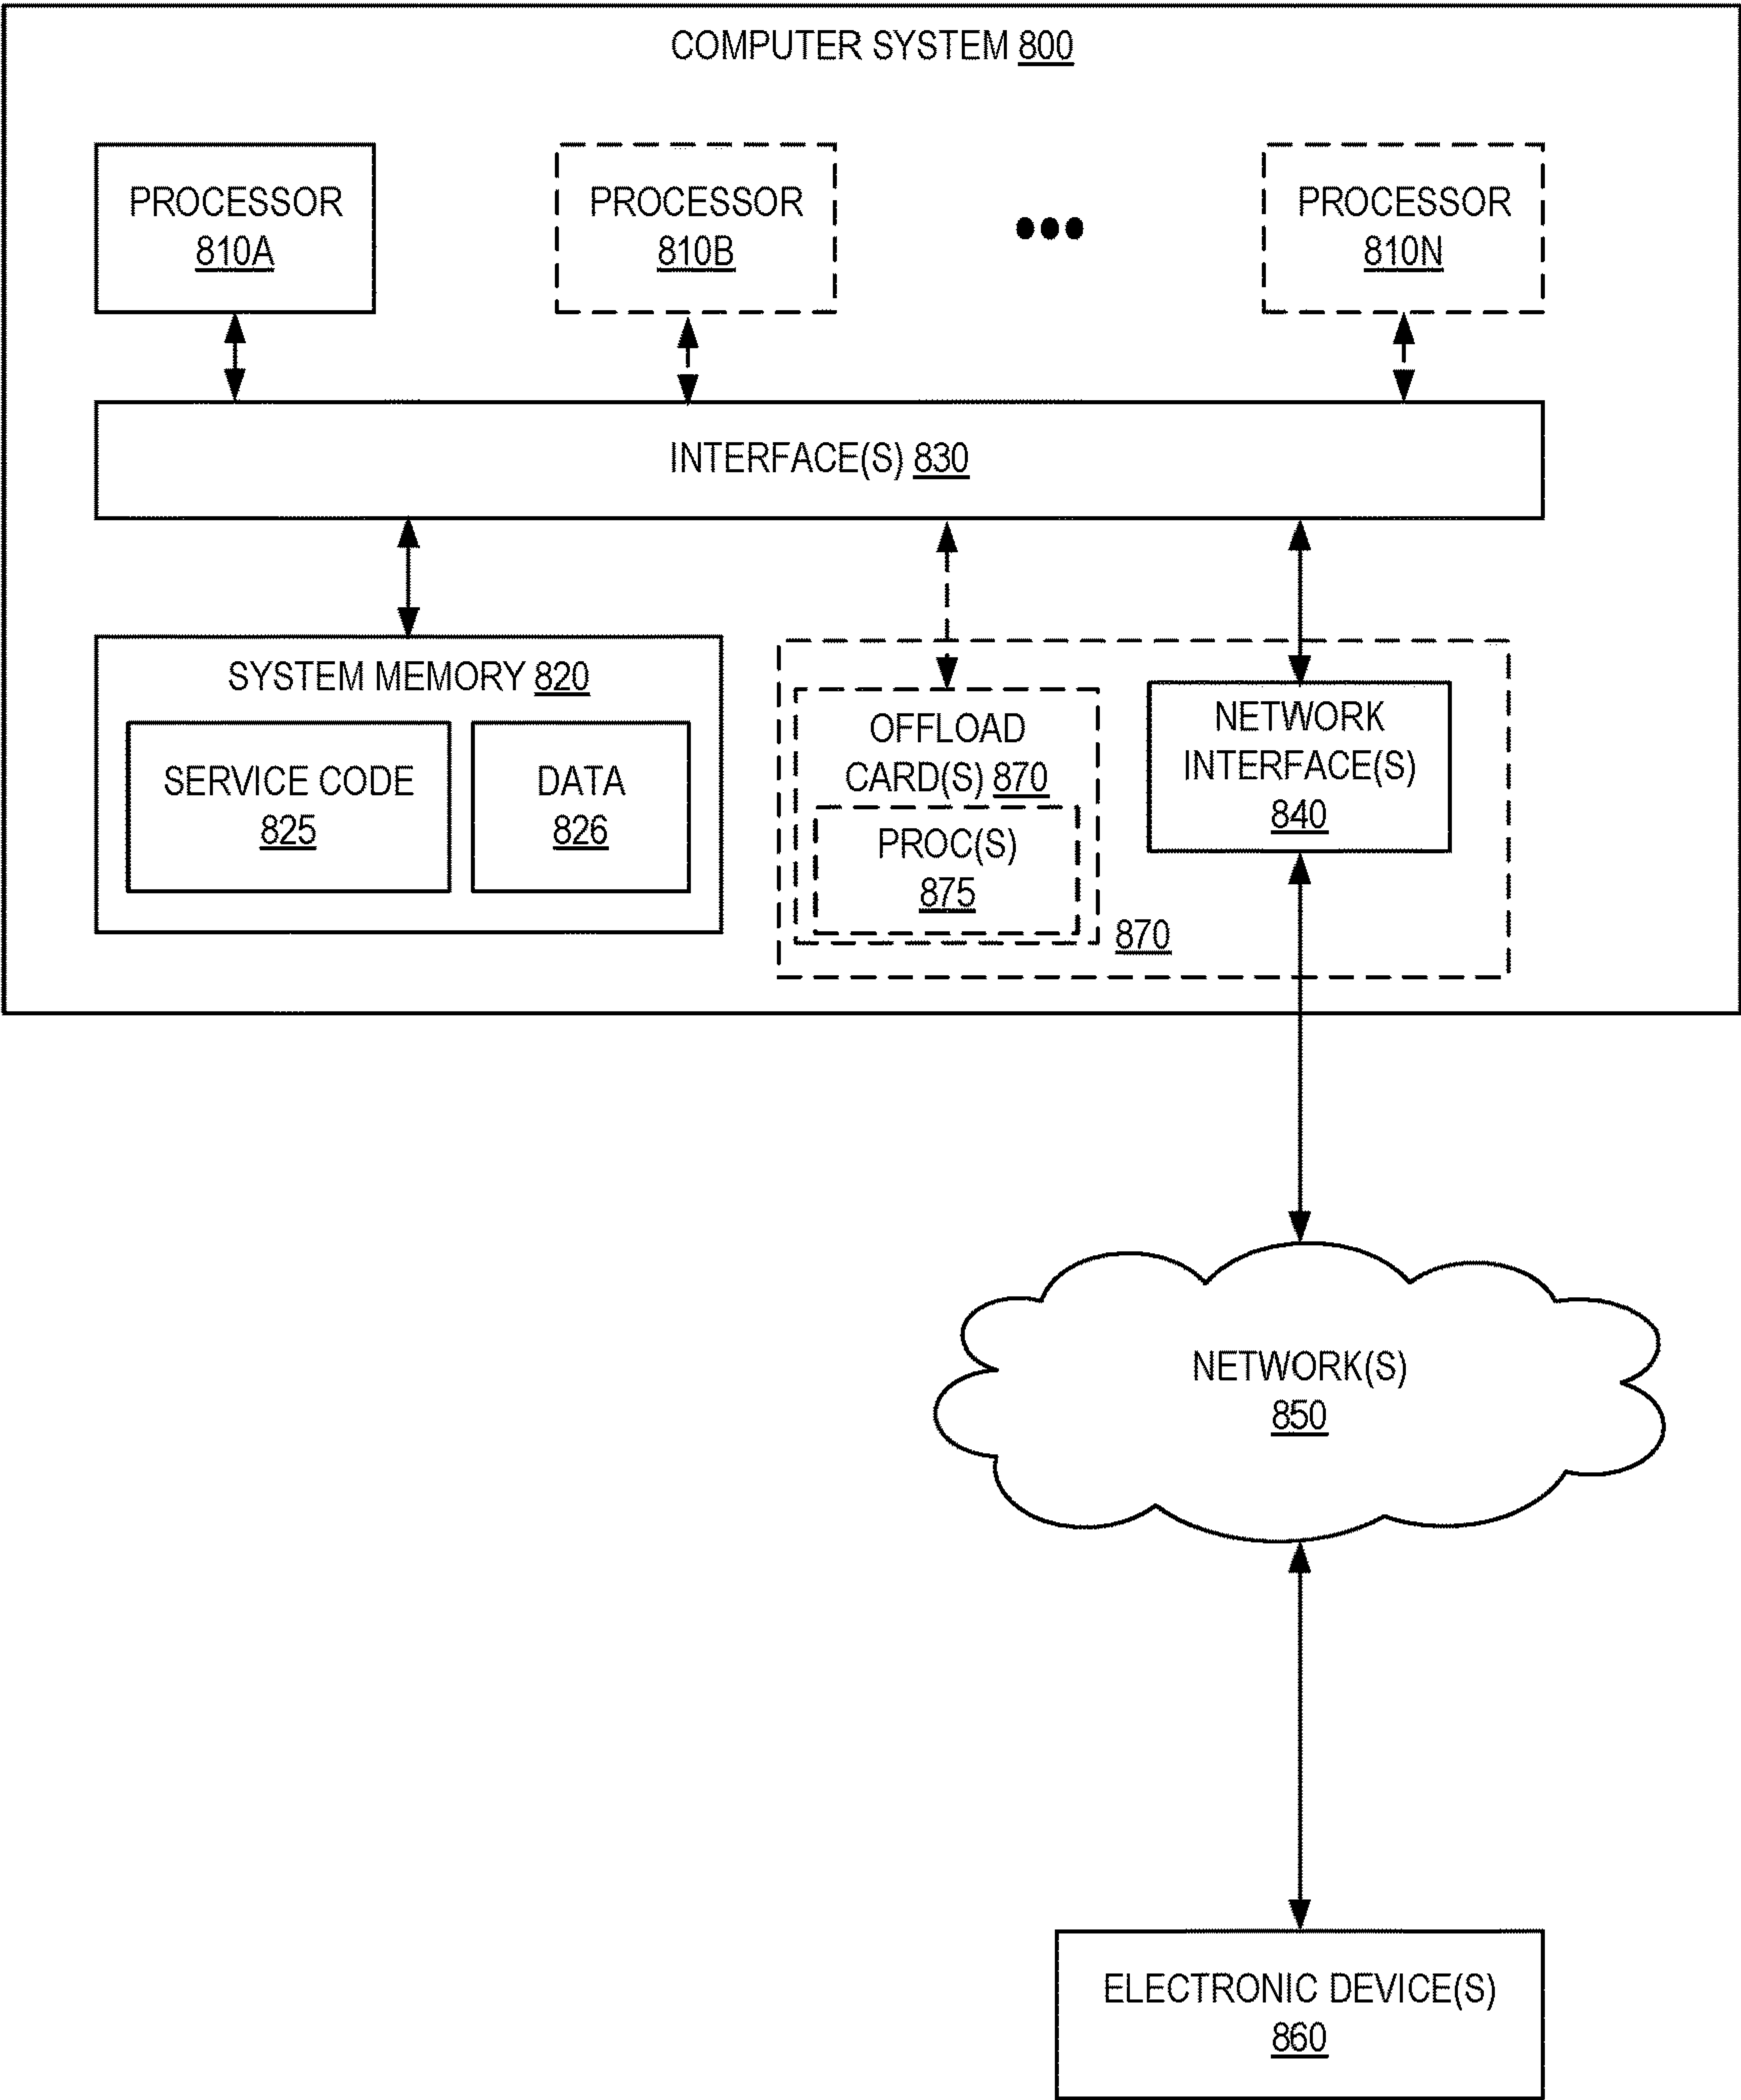 COMPUTER SYSTEM 800
PROCESSOR
810A
PROCESSOR
810B
PROCESSOR
810N
INTERFACE(S) 830
SYSTEM MEMORY 820
SERVICE CODE
825
DATA
826
OFFLOAD
CARD(S) 870
PROC(S)
875
870
NETWORK
INTERFACE(S)
840
NETWORK(S)
850
ELECTRONIC DEVICE(S)
860